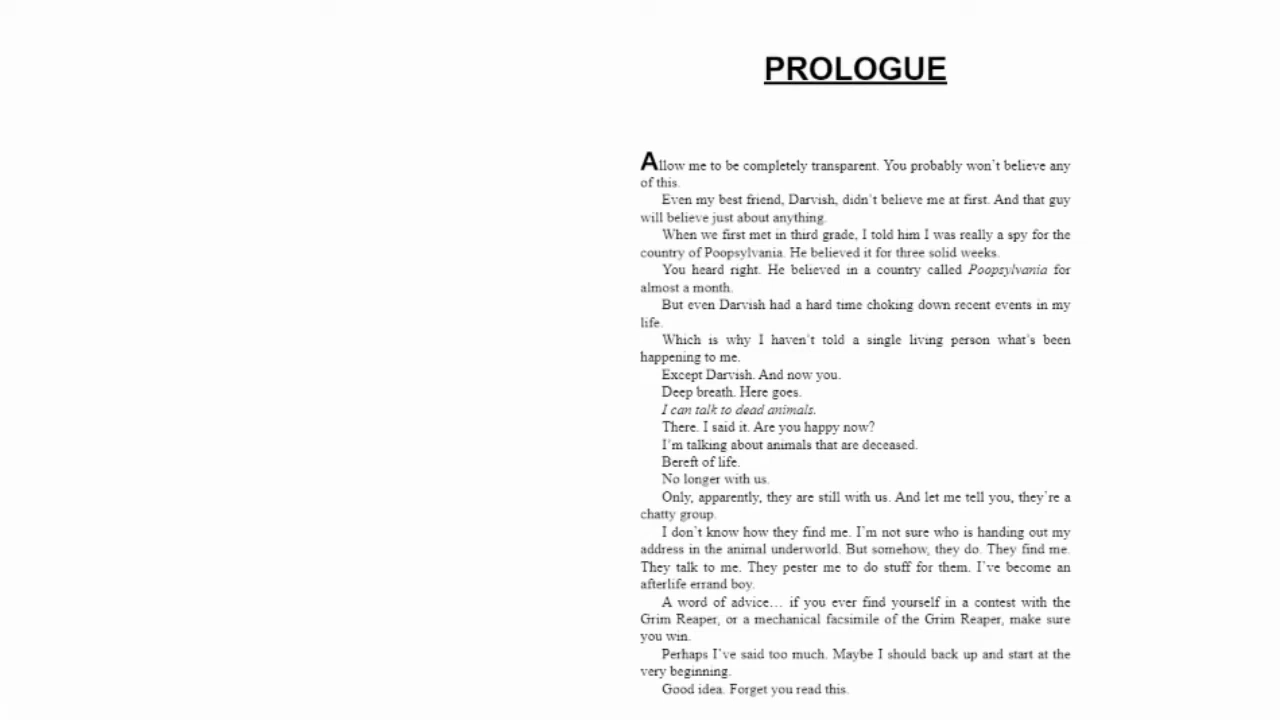 PROLOGUE
Allow me to be completely transparent. You probably won't believe any
of this.
Even my best friend, Darvish, didn't believe me at first. And that guy
will believe just about anything.
When we first met in third grade, I told him I was really a spy for the
country of Poopsylvania. He believed it for three solid weeks.
You heard right. He believed in a country called Poopsylvania for
almost a month.
But even Darvish had a hard time choking down recent events in my
life.
Which is why I haven't told a single living person what's been
happening to me.
Except Darvish. And now you.
Deep breath. Here goes.
I can talk to dead animals.
There. I said it. Are you happy now?
I'm talking about animals that are deceased.
Bereft of life.
No longer with us.
Only, apparently, they are still with us. And let me tell you, they're a
chatty group.
I don't know how they find me. I'm not sure who is handing out my
address in the animal underworld. But somehow, they do. They find me.
They talk to me. They pester me to do stuff for them. I've become an
afterlife errand boy.
A word of advice… if you ever find yourself in a contest with the
Grim Reaper, or a mechanical facsimile of the Grim Reaper, make sure
you win.
Perhaps I've said too much. Maybe I should back up and start at the
very beginning.
Good idea. Forget you read this.